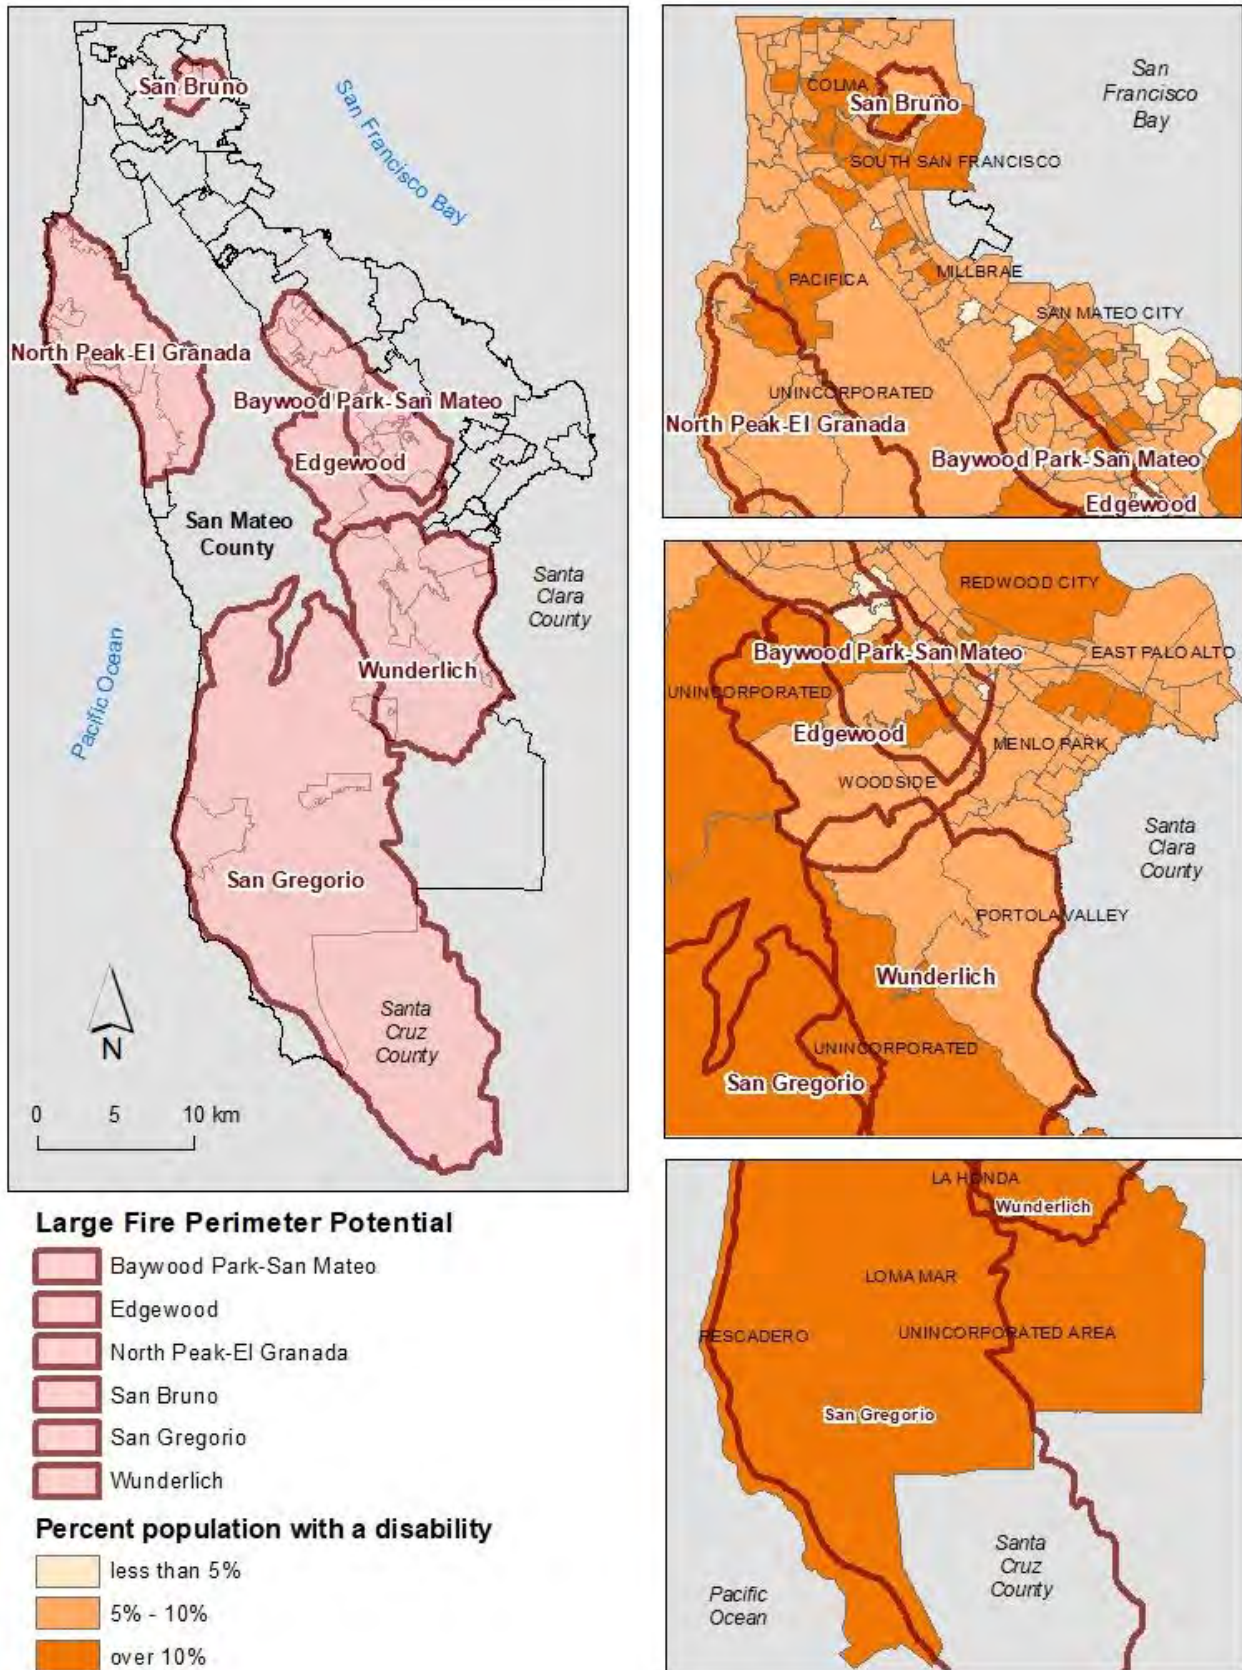 San Bruno
San Francisco Bay
North Peak-El Granada
Baywood Park-San Mateo
Edgewood
San Mateo
County
Santa
Clara
County
Pacific Ocean
Wunderlich
San Gregorio
Santa
Cruz
County
N
0 5 10 km
Large Fire Perimeter Potential
Baywood Park-San Mateo
Edgewood
North Peak-El Granada
San Bruno
San Gregorio
Wunderlich
Percent population with a disability
less than 5%
5% - 10%
over 10%
San
Francisco
Bay
COLMA
San Bruno
SOUTH SAN FRANCISCO
PACIFICA
MILLBRAE
SAN MATEO CITY
UNINCORPORATED
North Peak-El Granada
Baywood Park-San Mateo
Edgewood
REDWOOD CITY
EAST PALO ALTO
Baywood Park-San Mateo
UNINCORPORATED
Edgewood
MENLO PARK
WOODSIDE
Santa
Clara
County
PORTOLA VALLEY
Wunderlich
UNINCORPORATED
San Gregorio
LA HONDA
Wunderlich
LOMA MAR
PESCADERO
UNINCORPORATED AREA
San Gregorio
Santa
Cruz
County
Pacific
Ocean